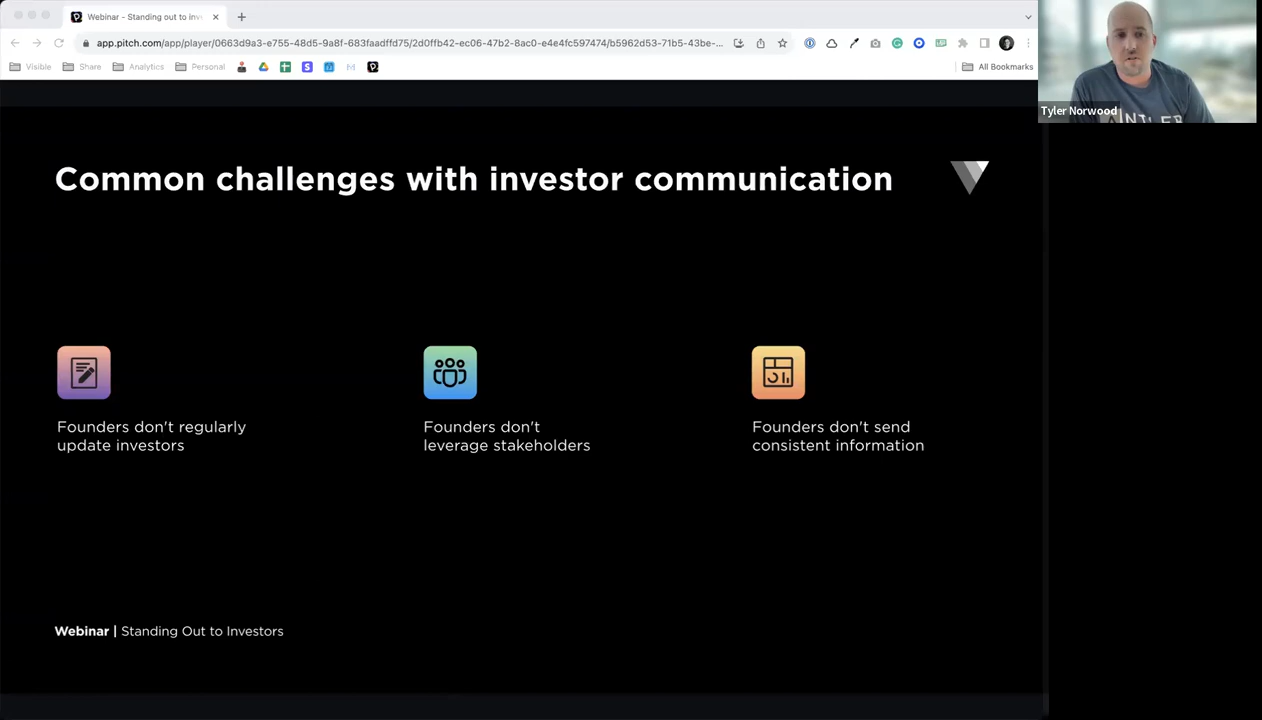 Webinar - Standing out to inv
app.pitch.com/app/player/0663d9a3-e755-48d5-9a8f-683faadffd75/2d0ffb42-ec06-47b2-8ac0-e4e4fc597474/b5962d53-71b5-43be-...
Visible Share Analytics Personal All Bookmarks
Tyler Norwood
ANTLER
Common challenges with investor communication
Founders don't regularly
update investors
Founders don't
leverage stakeholders
Founders don't send
consistent information
Webinar | Standing Out to Investors